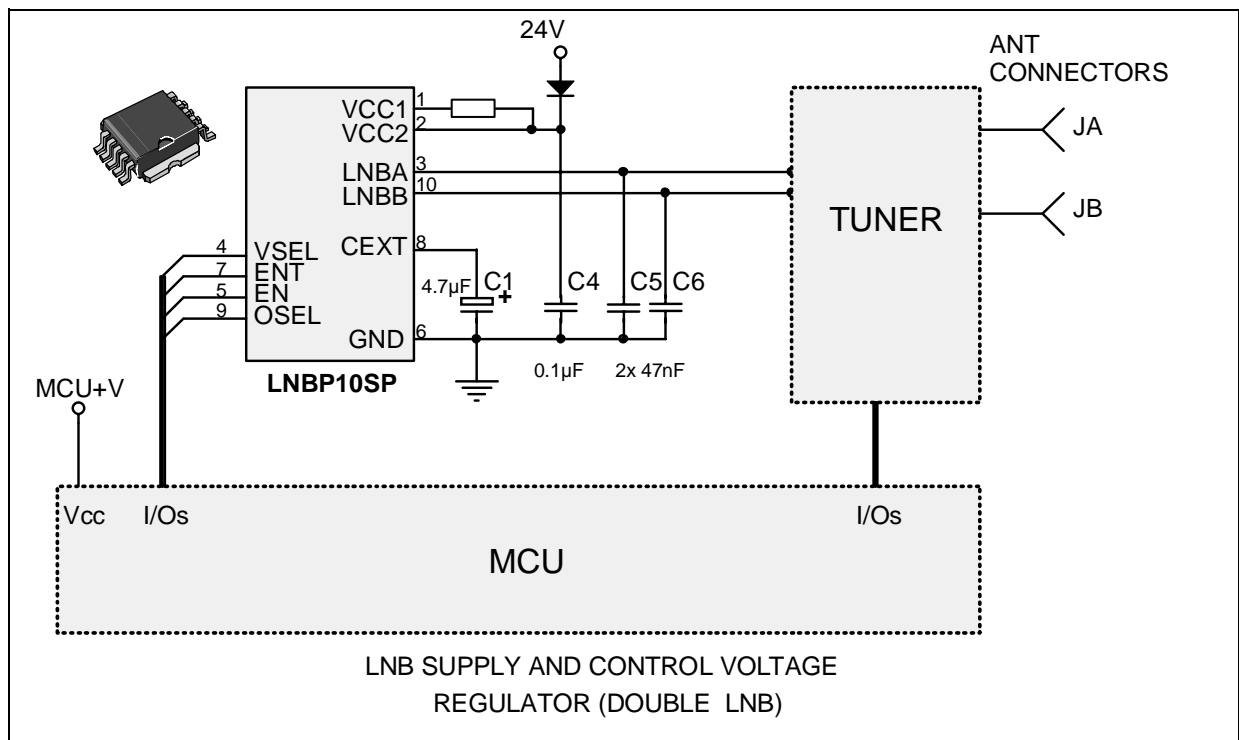 24V
ANT
CONNECTORS
VCC1 1
VCC2 2
LNBA 3
LNBB 10
JA
JB
TUNER
4 VSEL
7 ENT
5 EN
9 OSEL
CEXT 8
4.7µF C1 +
C4
C5 C6
GND 6
LNBP10SP
0.1µF 2x 47nF
MCU+V
Vcc I/Os I/Os
MCU
LNB SUPPLY AND CONTROL VOLTAGE
REGULATOR (DOUBLE LNB)